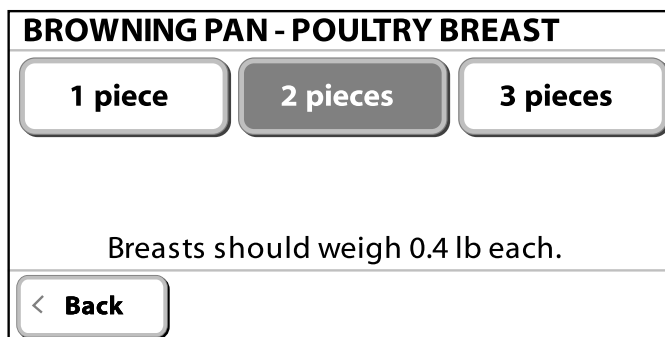 BROWNING PAN - POULTRY BREAST
1 piece 2 pieces 3 pieces
Breasts should weigh 0.4 lb each.
< Back